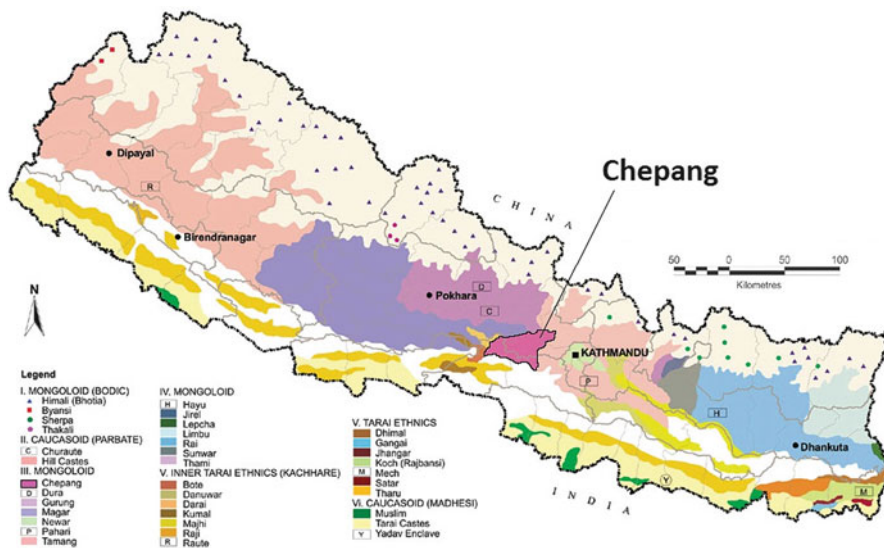 Chepang
CHINA
Dipayal
R
Birendranagar
D
Pokhara
C
KATHMANDU
P
H
Dhankuta
M
Y
INDIA
N
50 0 50 100
Kilometres
Legend
I. MONGOLOID (BODIC)
Himali (Bhotia)
Byansi
Sherpa
Thakali
II. CAUCASOID (PARBATE)
C Churaute
Hill Castes
III. MONGOLOID
Chepang
D Dura
Gurung
Magar
Newar
P Pahari
Tamang
IV. MONGOLOID
H Hayu
Jirel
Lepcha
Limbu
Rai
Sunwar
Thami
V. INNER TARAI ETHNICS (KACHHARE)
Bote
Danuwar
Darai
Kumal
Majhi
Raji
R Raute
V. TARAI ETHNICS
Dhimal
Gangai
Jhangar
Koch (Rajbansi)
M Mech
Satar
Tharu
VI. CAUCASOID (MADHESI)
Muslim
Tarai Castes
Y Yadav Enclave